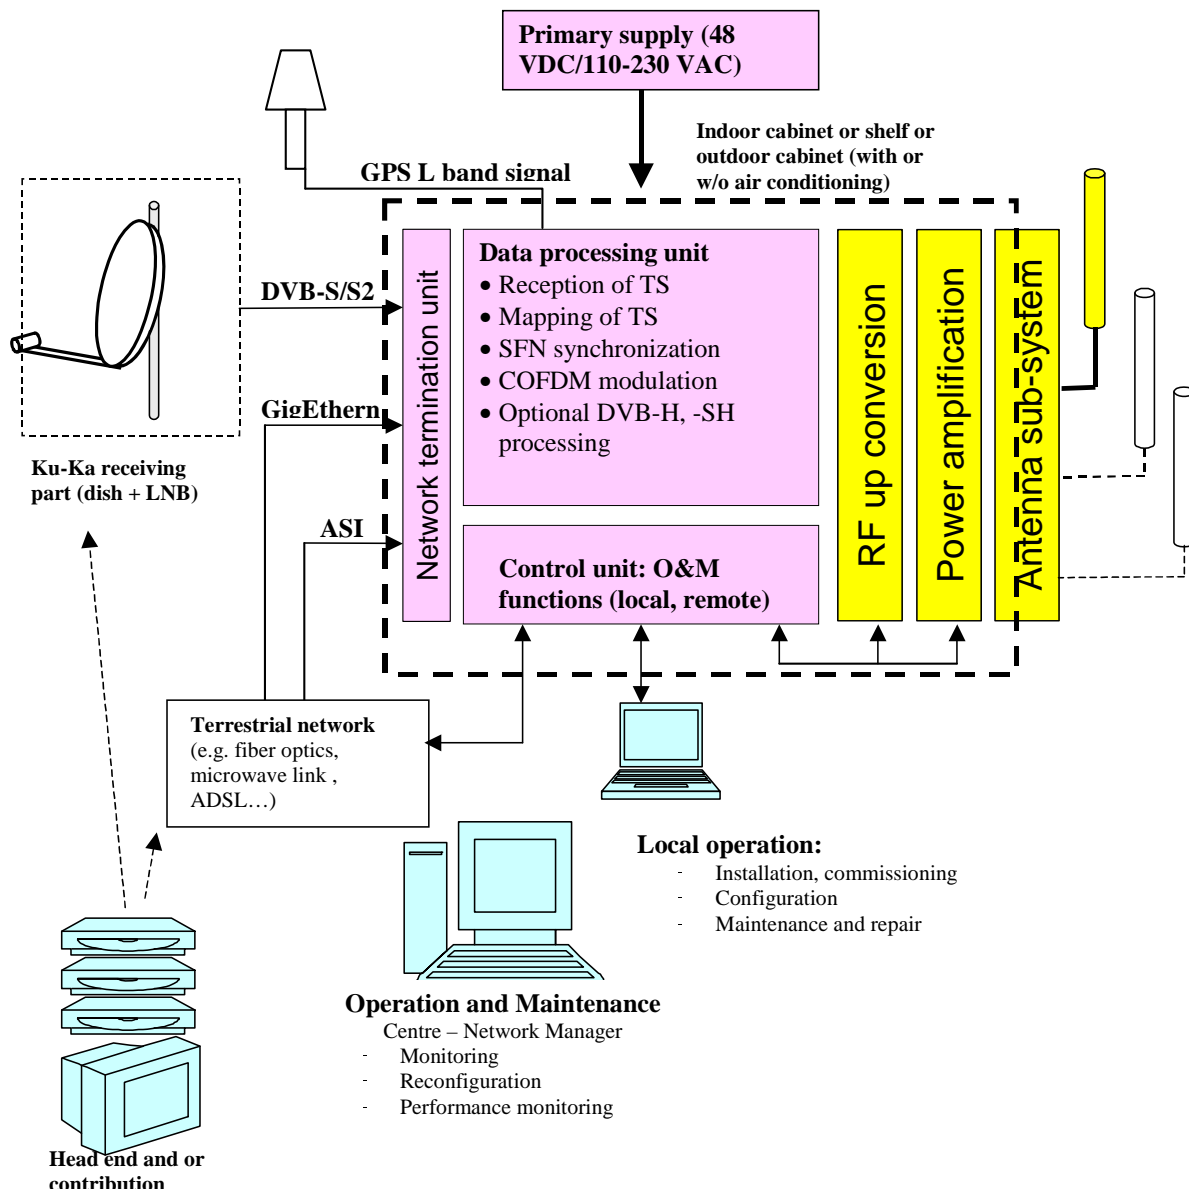 Primary supply (48
VDC/110-230 VAC)
Indoor cabinet or shelf or
outdoor cabinet (with or
w/o air conditioning)
GPS L band signal
DVB-S/S2
GigEthern
ASI
Ku-Ka receiving
part (dish + LNB)
Network termination unit
Data processing unit
• Reception of TS
• Mapping of TS
• SFN synchronization
• COFDM modulation
• Optional DVB-H, -SH
processing
Control unit: O&M
functions (local, remote)
RF up conversion
Power amplification
Antenna sub-system
Terrestrial network
(e.g. fiber optics,
microwave link ,
ADSL…)
Local operation:
- Installation, commissioning
- Configuration
- Maintenance and repair
Operation and Maintenance
Centre – Network Manager
- Monitoring
- Reconfiguration
- Performance monitoring
Head end and or
contribution